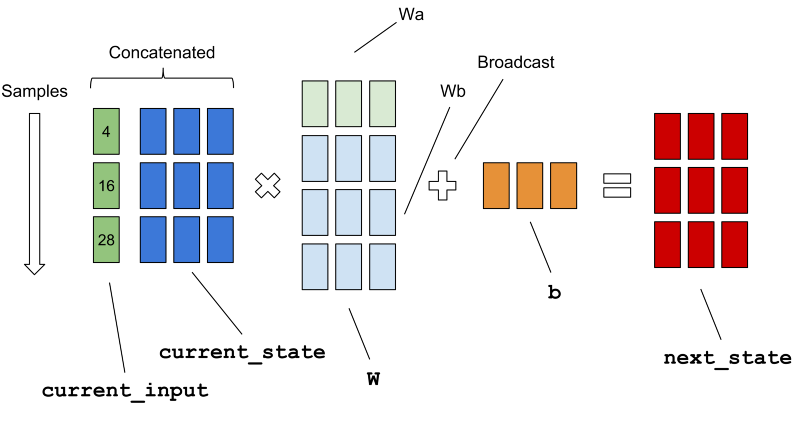 Wa
Concatenated
Broadcast
Samples
Wb
4
16
28
b
current_state
next_state
W
current_input